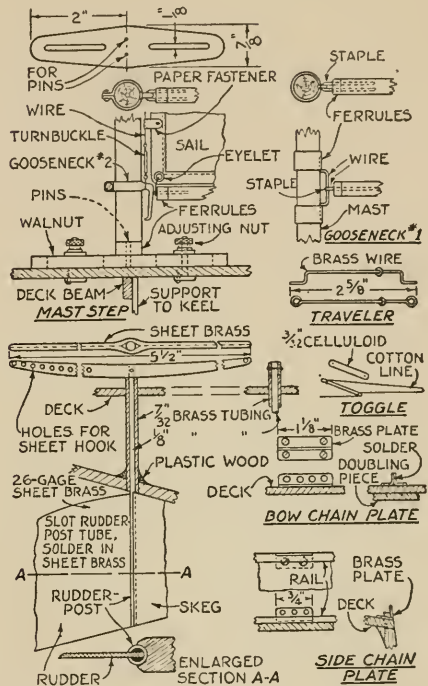 2"
1/8"
7/8"
FOR
PINS
PAPER FASTENER
WIRE
TURNBUCKLE
GOOSENECK #2
SAIL
EYELET
PINS
FERRULES
WALNUT
ADJUSTING NUT
DECK BEAM
SUPPORT
TO KEEL
MAST STEP
STAPLE
FERRULES
WIRE
STAPLE
MAST
GOOSENECK #1
BRASS WIRE
2 5/8"
TRAVELER
SHEET BRASS
5 1/2"
HOLES FOR
SHEET HOOK
DECK
7/32 BRASS TUBING
1/8" " "
PLASTIC WOOD
26-GAGE
SHEET BRASS
SLOT RUDDER
POST TUBE,
SOLDER IN
SHEET BRASS
A
A
RUDDER-
POST
SKEG
RUDDER
ENLARGED
SECTION A-A
3/32" CELLULOID
COTTON
LINE
TOGGLE
1 1/8"
BRASS PLATE
SOLDER
DOUBLING
PIECE
DECK
BOW CHAIN PLATE
RAIL
3/4"
BRASS
PLATE
DECK
SIDE CHAIN
PLATE